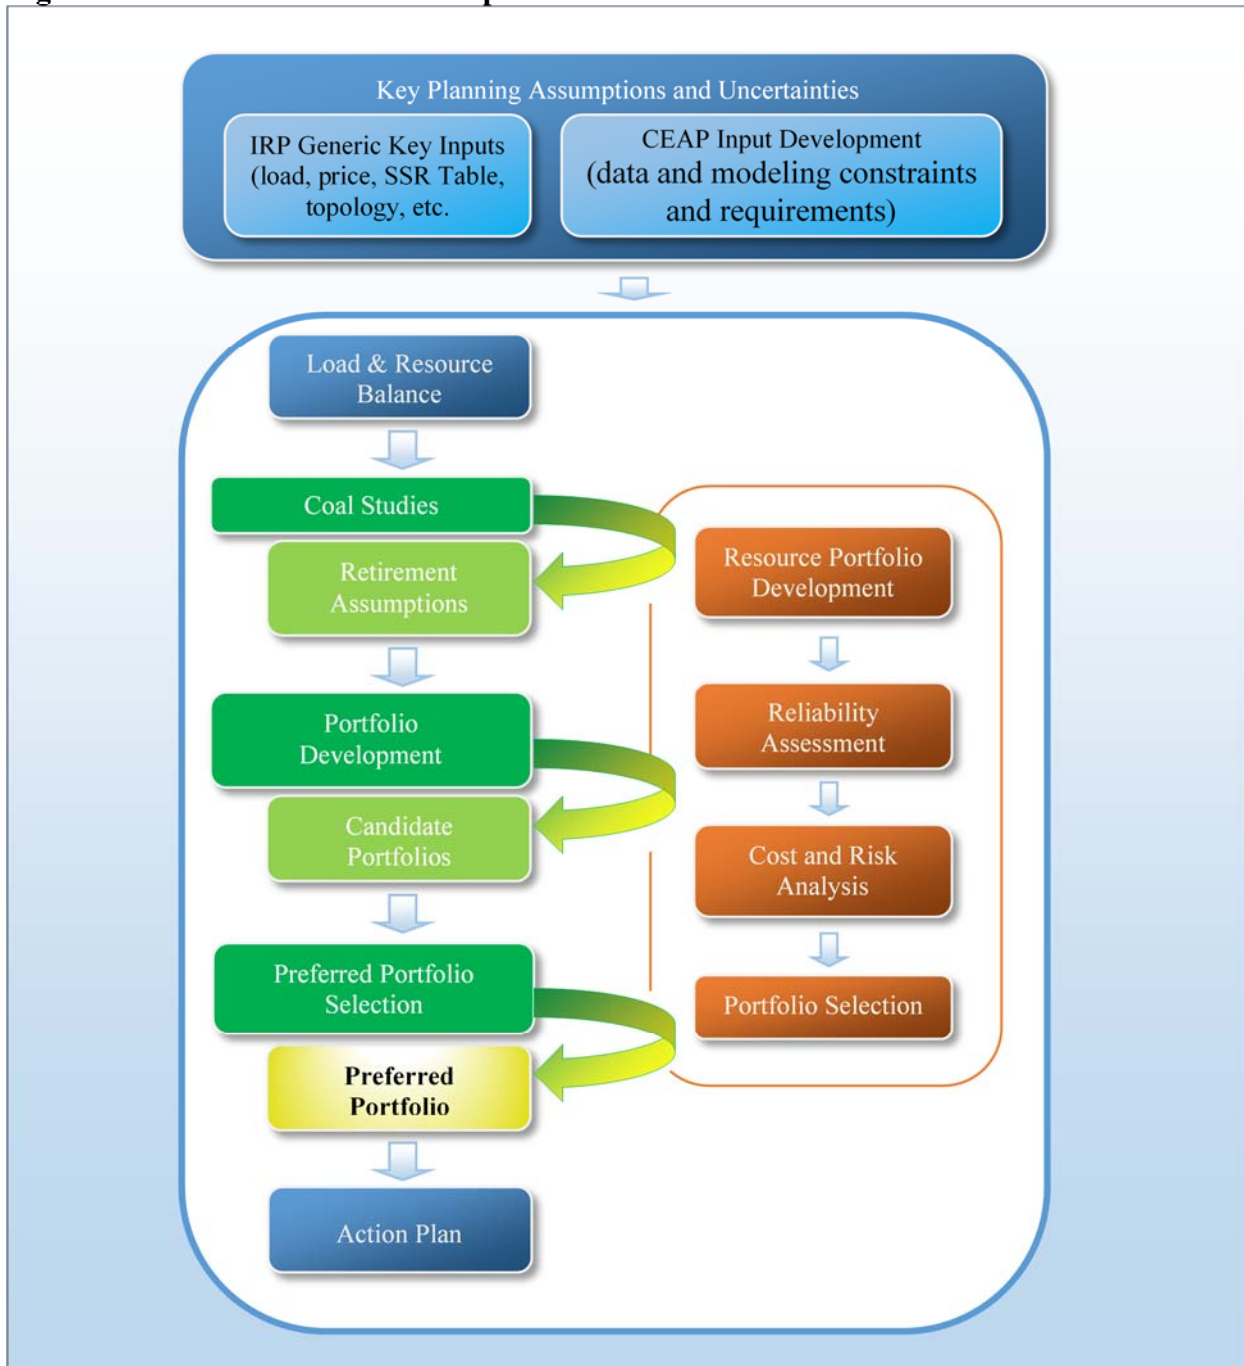 Key Planning Assumptions and Uncertainties
IRP Generic Key Inputs
(load, price, SSR Table,
topology, etc.
CEAP Input Development
(data and modeling constraints
and requirements)
Load & Resource
Balance
Coal Studies
Retirement
Assumptions
Portfolio
Development
Candidate
Portfolios
Preferred Portfolio
Selection
Preferred
Portfolio
Action Plan
Resource Portfolio
Development
Reliability
Assessment
Cost and Risk
Analysis
Portfolio Selection